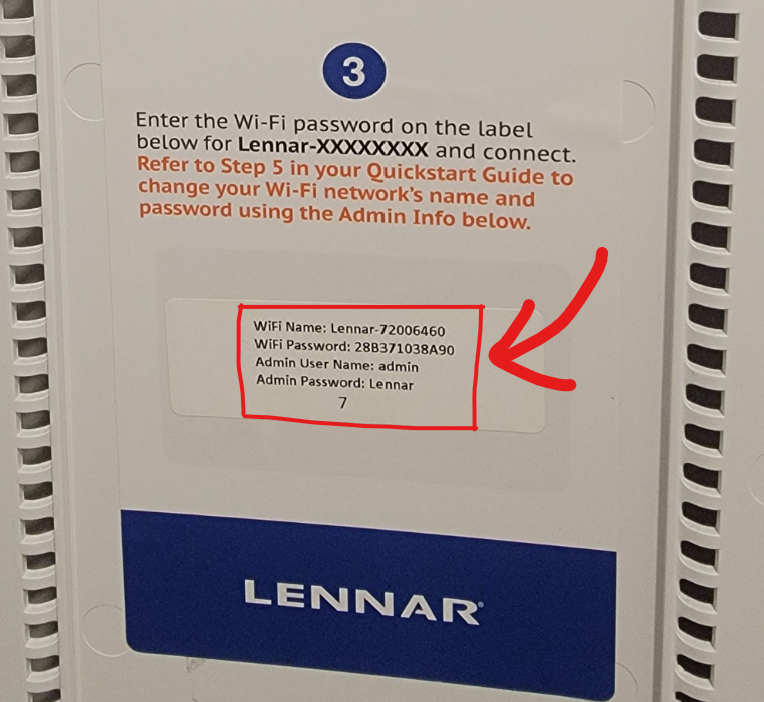 3
Enter the Wi-Fi password on the label
below for Lennar-XXXXXXXX and connect.
Refer to Step 5 in your Quickstart Guide to
change your Wi-Fi network's name and
password using the Admin Info below.
WiFi Name: Lennar-72006460
WiFi Password: 28B371038A90
Admin User Name: admin
Admin Password: Lennar
7
LENNAR®